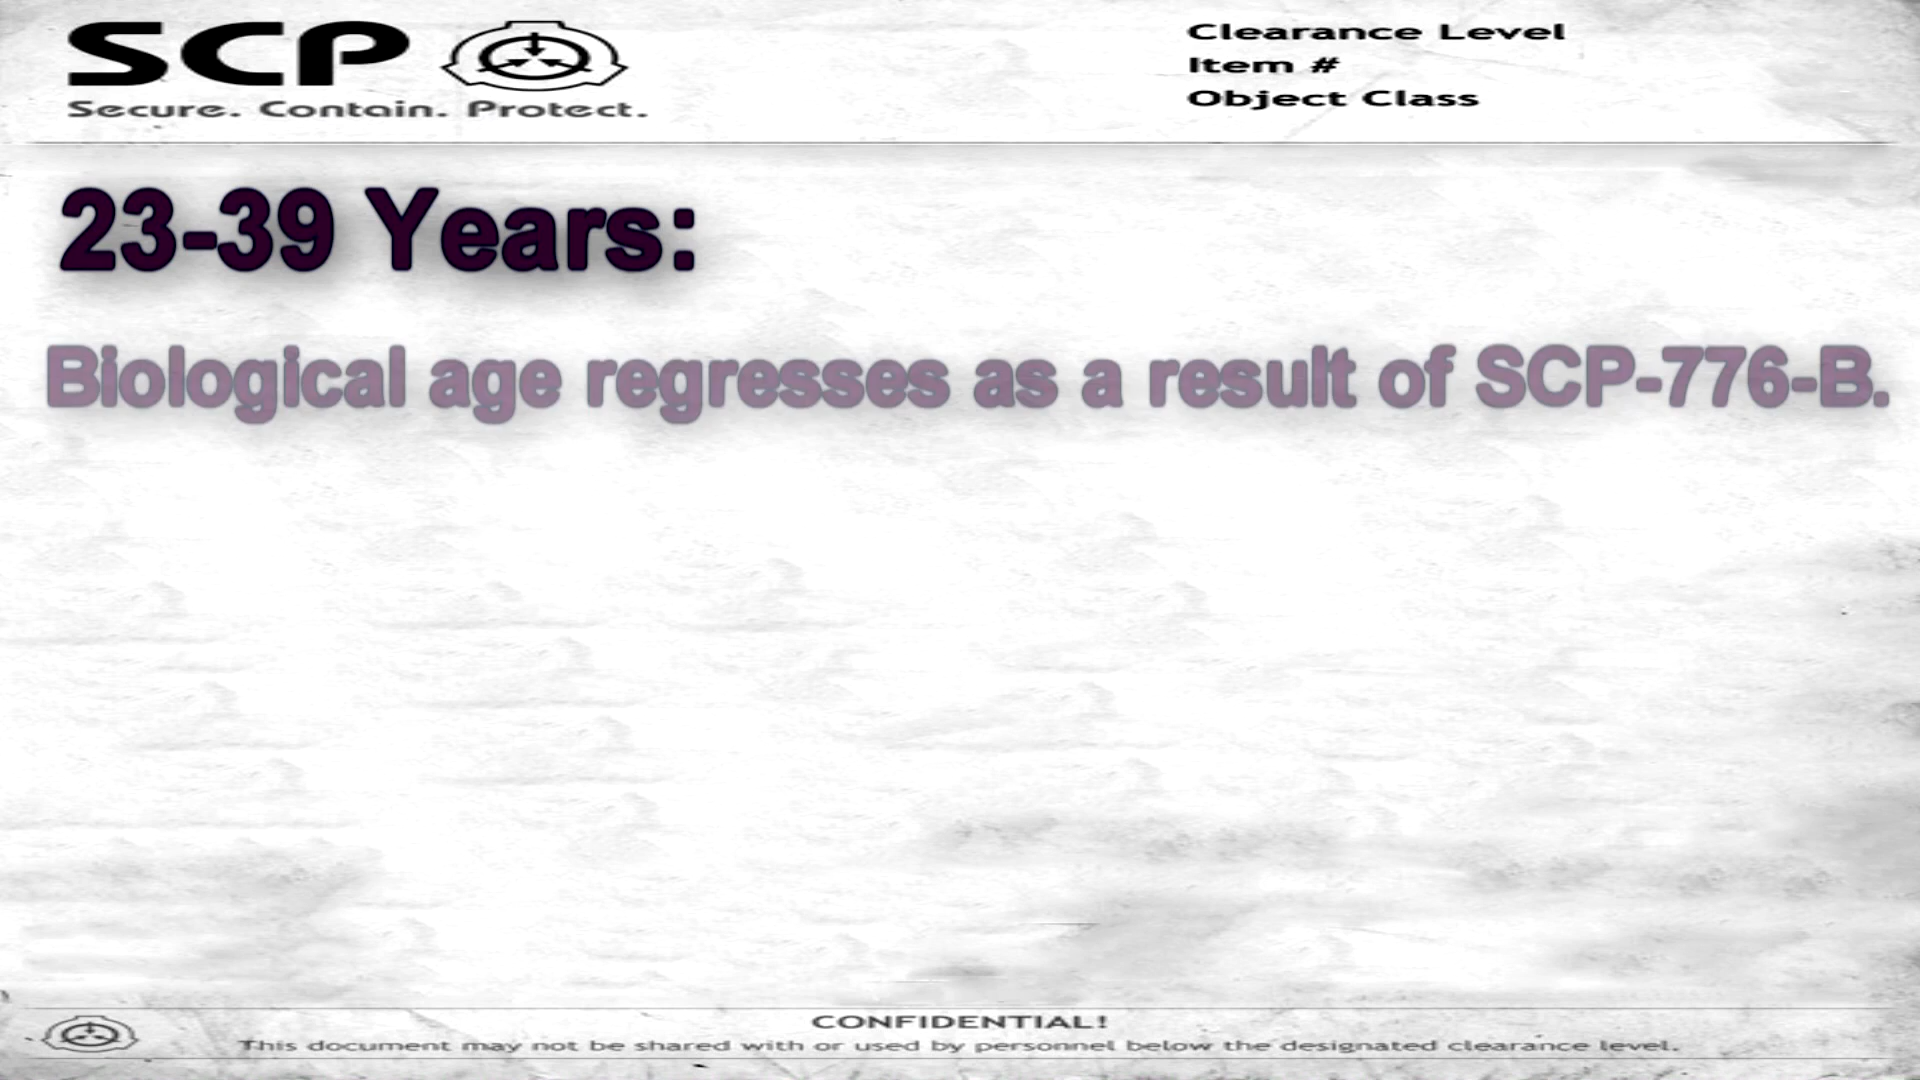 SCP
Secure. Contain. Protect.
Clearance Level
Item #
Object Class
23-39 Years:
Biological age regresses as a result of SCP-776-B.
CONFIDENTIAL!
This document may not be shared with or used by personnel below the designated clearance level.